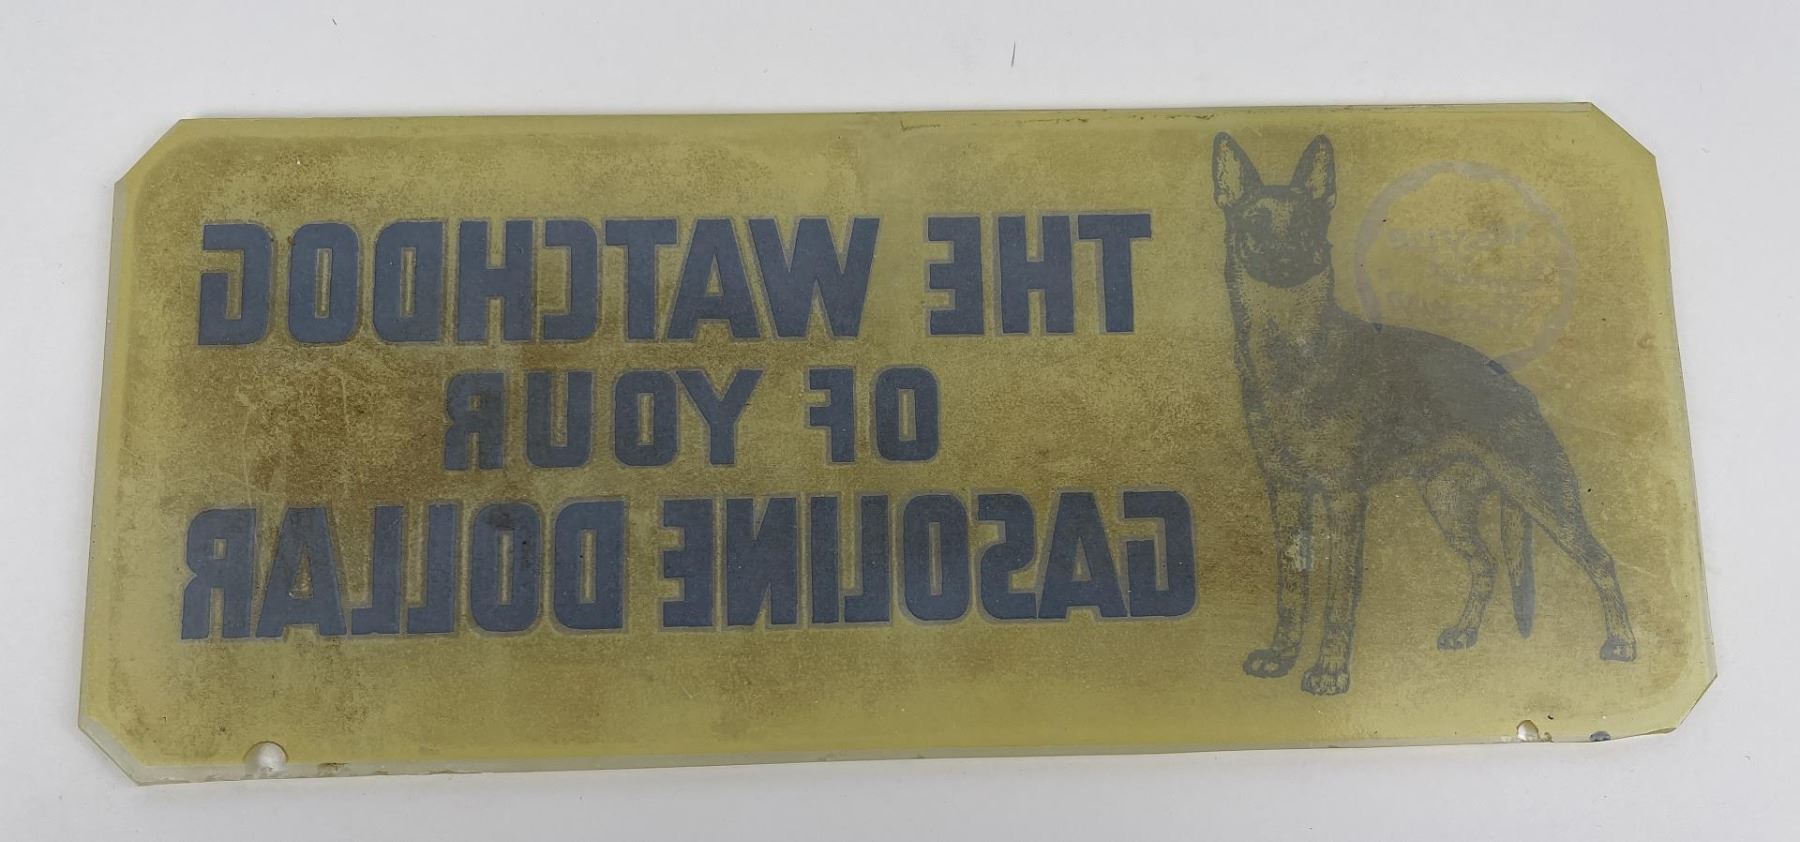 THE WATCHDOG
OF YOUR
GASOLINE DOLLAR